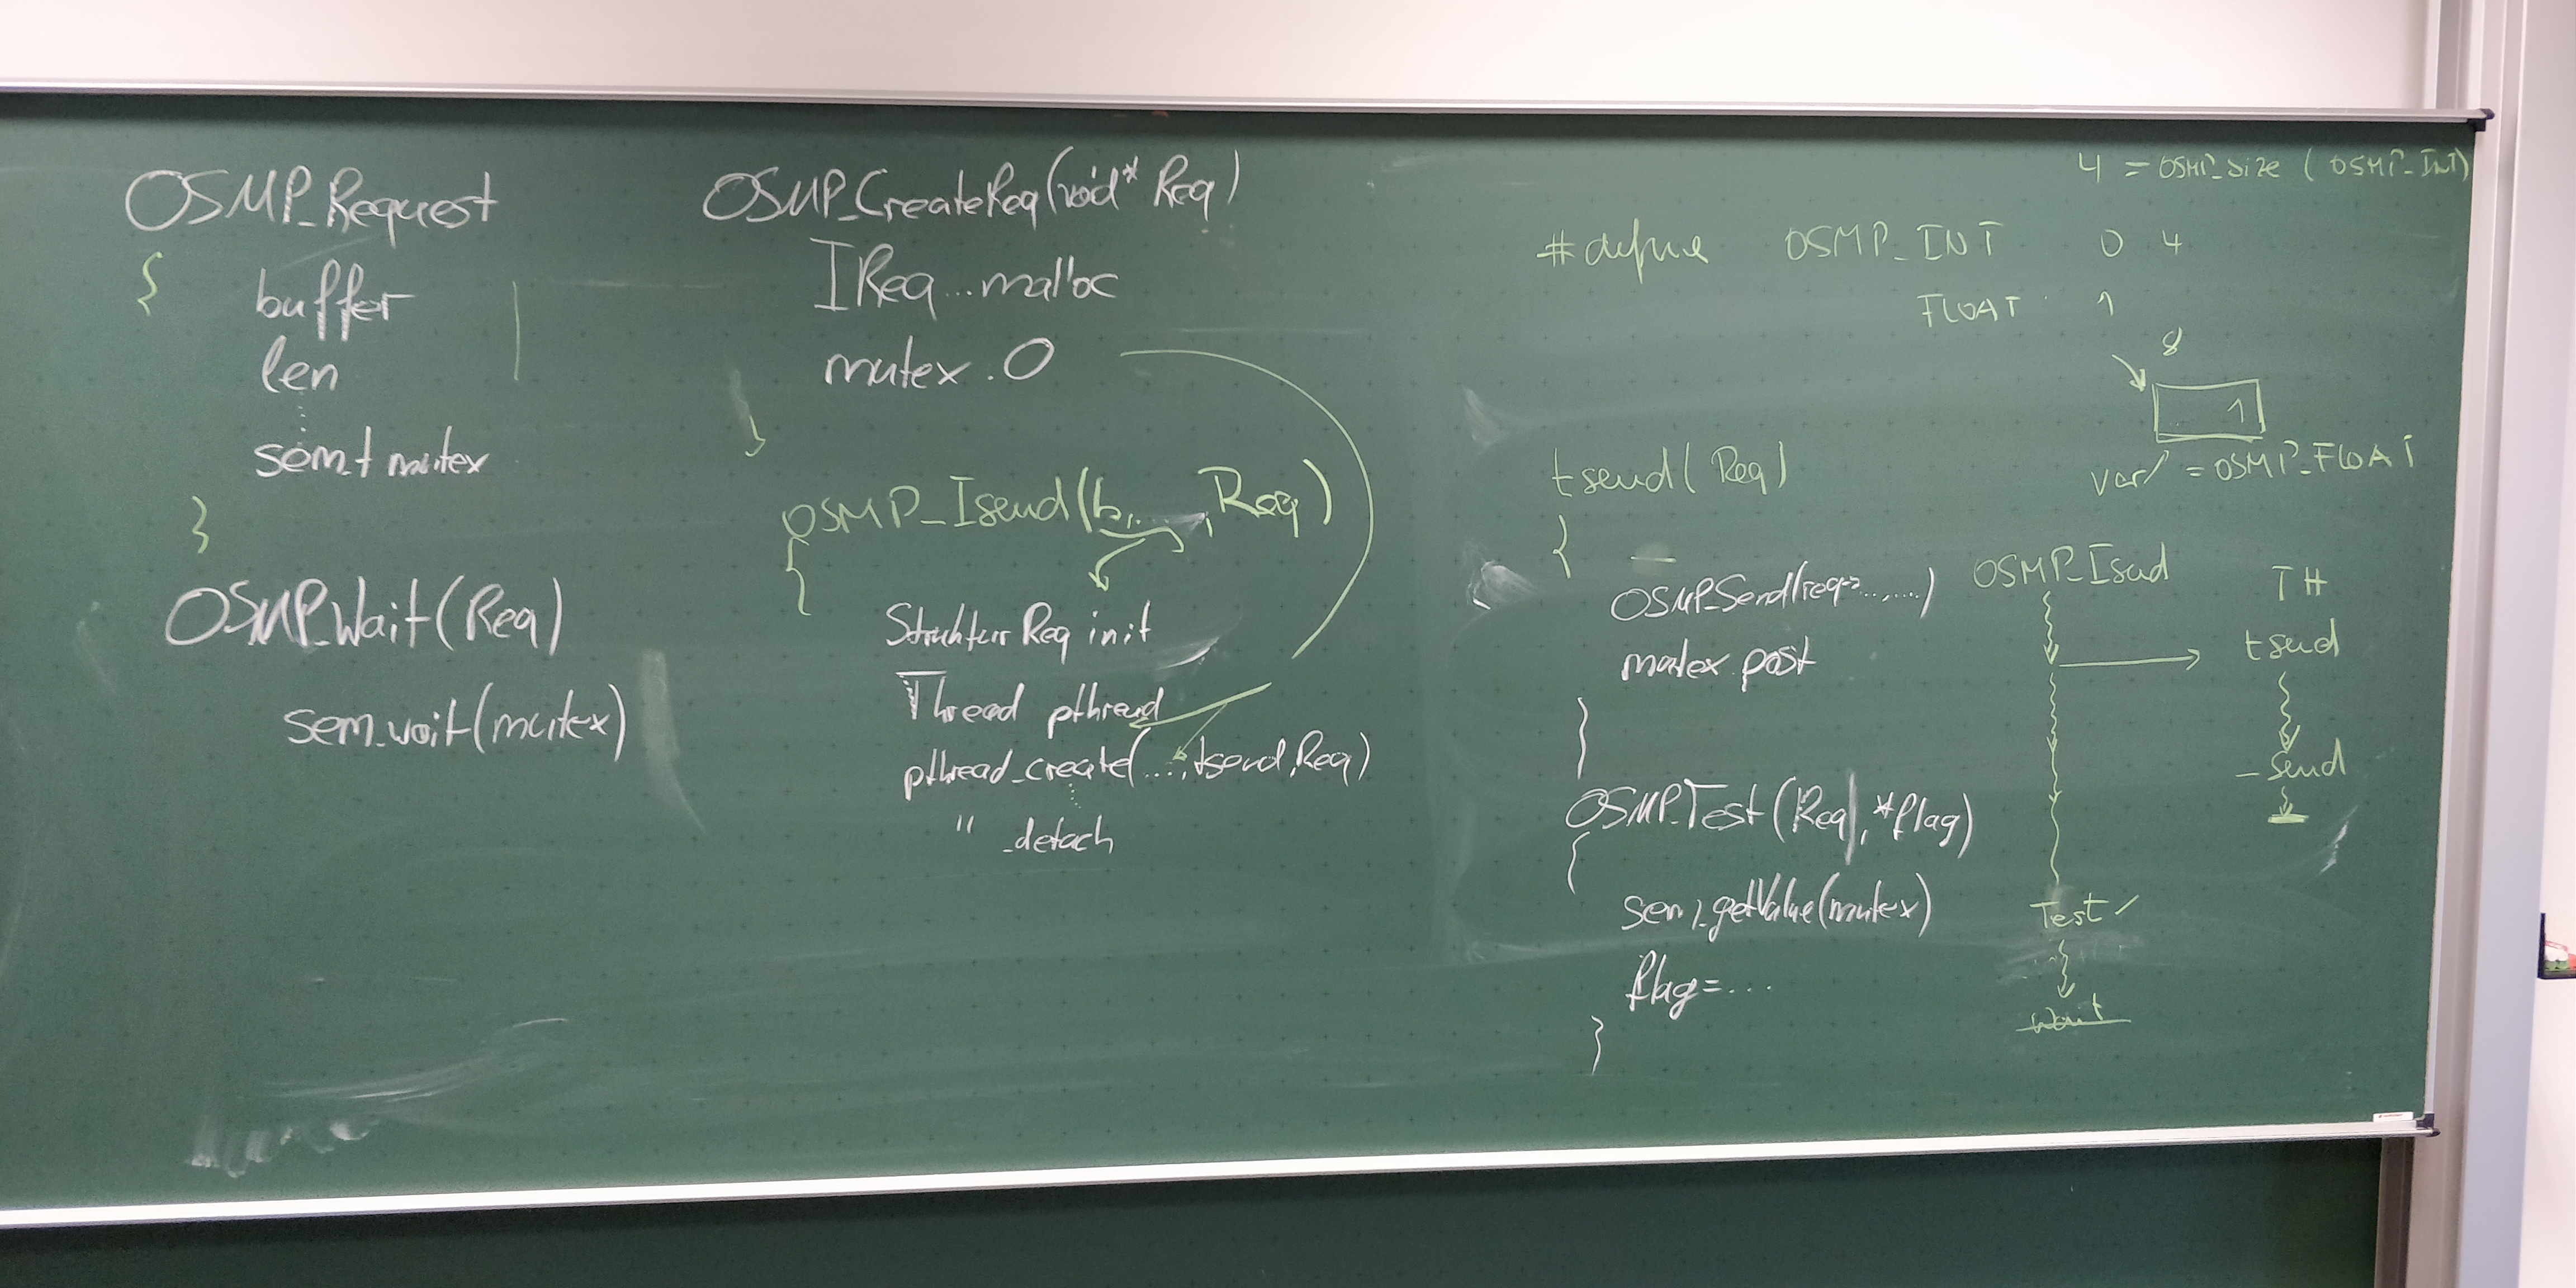 OSMP_Request
{
buffer
len
sem_t mutex
}
OSMP_Wait(Req)
sem_wait(mutex)
OSMP_CreateReq(void* Req)
IReq...malloc
mutex.0
}
OSMP_Isend(b,...,Req)
{
Struktur Req init
Thread pthread
pthread_create(....,tsend,Req)
" _detach
4 = OSMP_Size (OSMP_INT)
#define OSMP_INT 0 4
FLOAT 1
8
1
var = OSMP_FLOAT
tsend(Req)
{
OSMP_Send(req->...,....)
mutex post
}
OSMP_Test(Req, *flag)
{
sem_getValue(mutex)
flag=...
}
OSMP_Isend
Test ✓
Wait
TH
tsend
_send